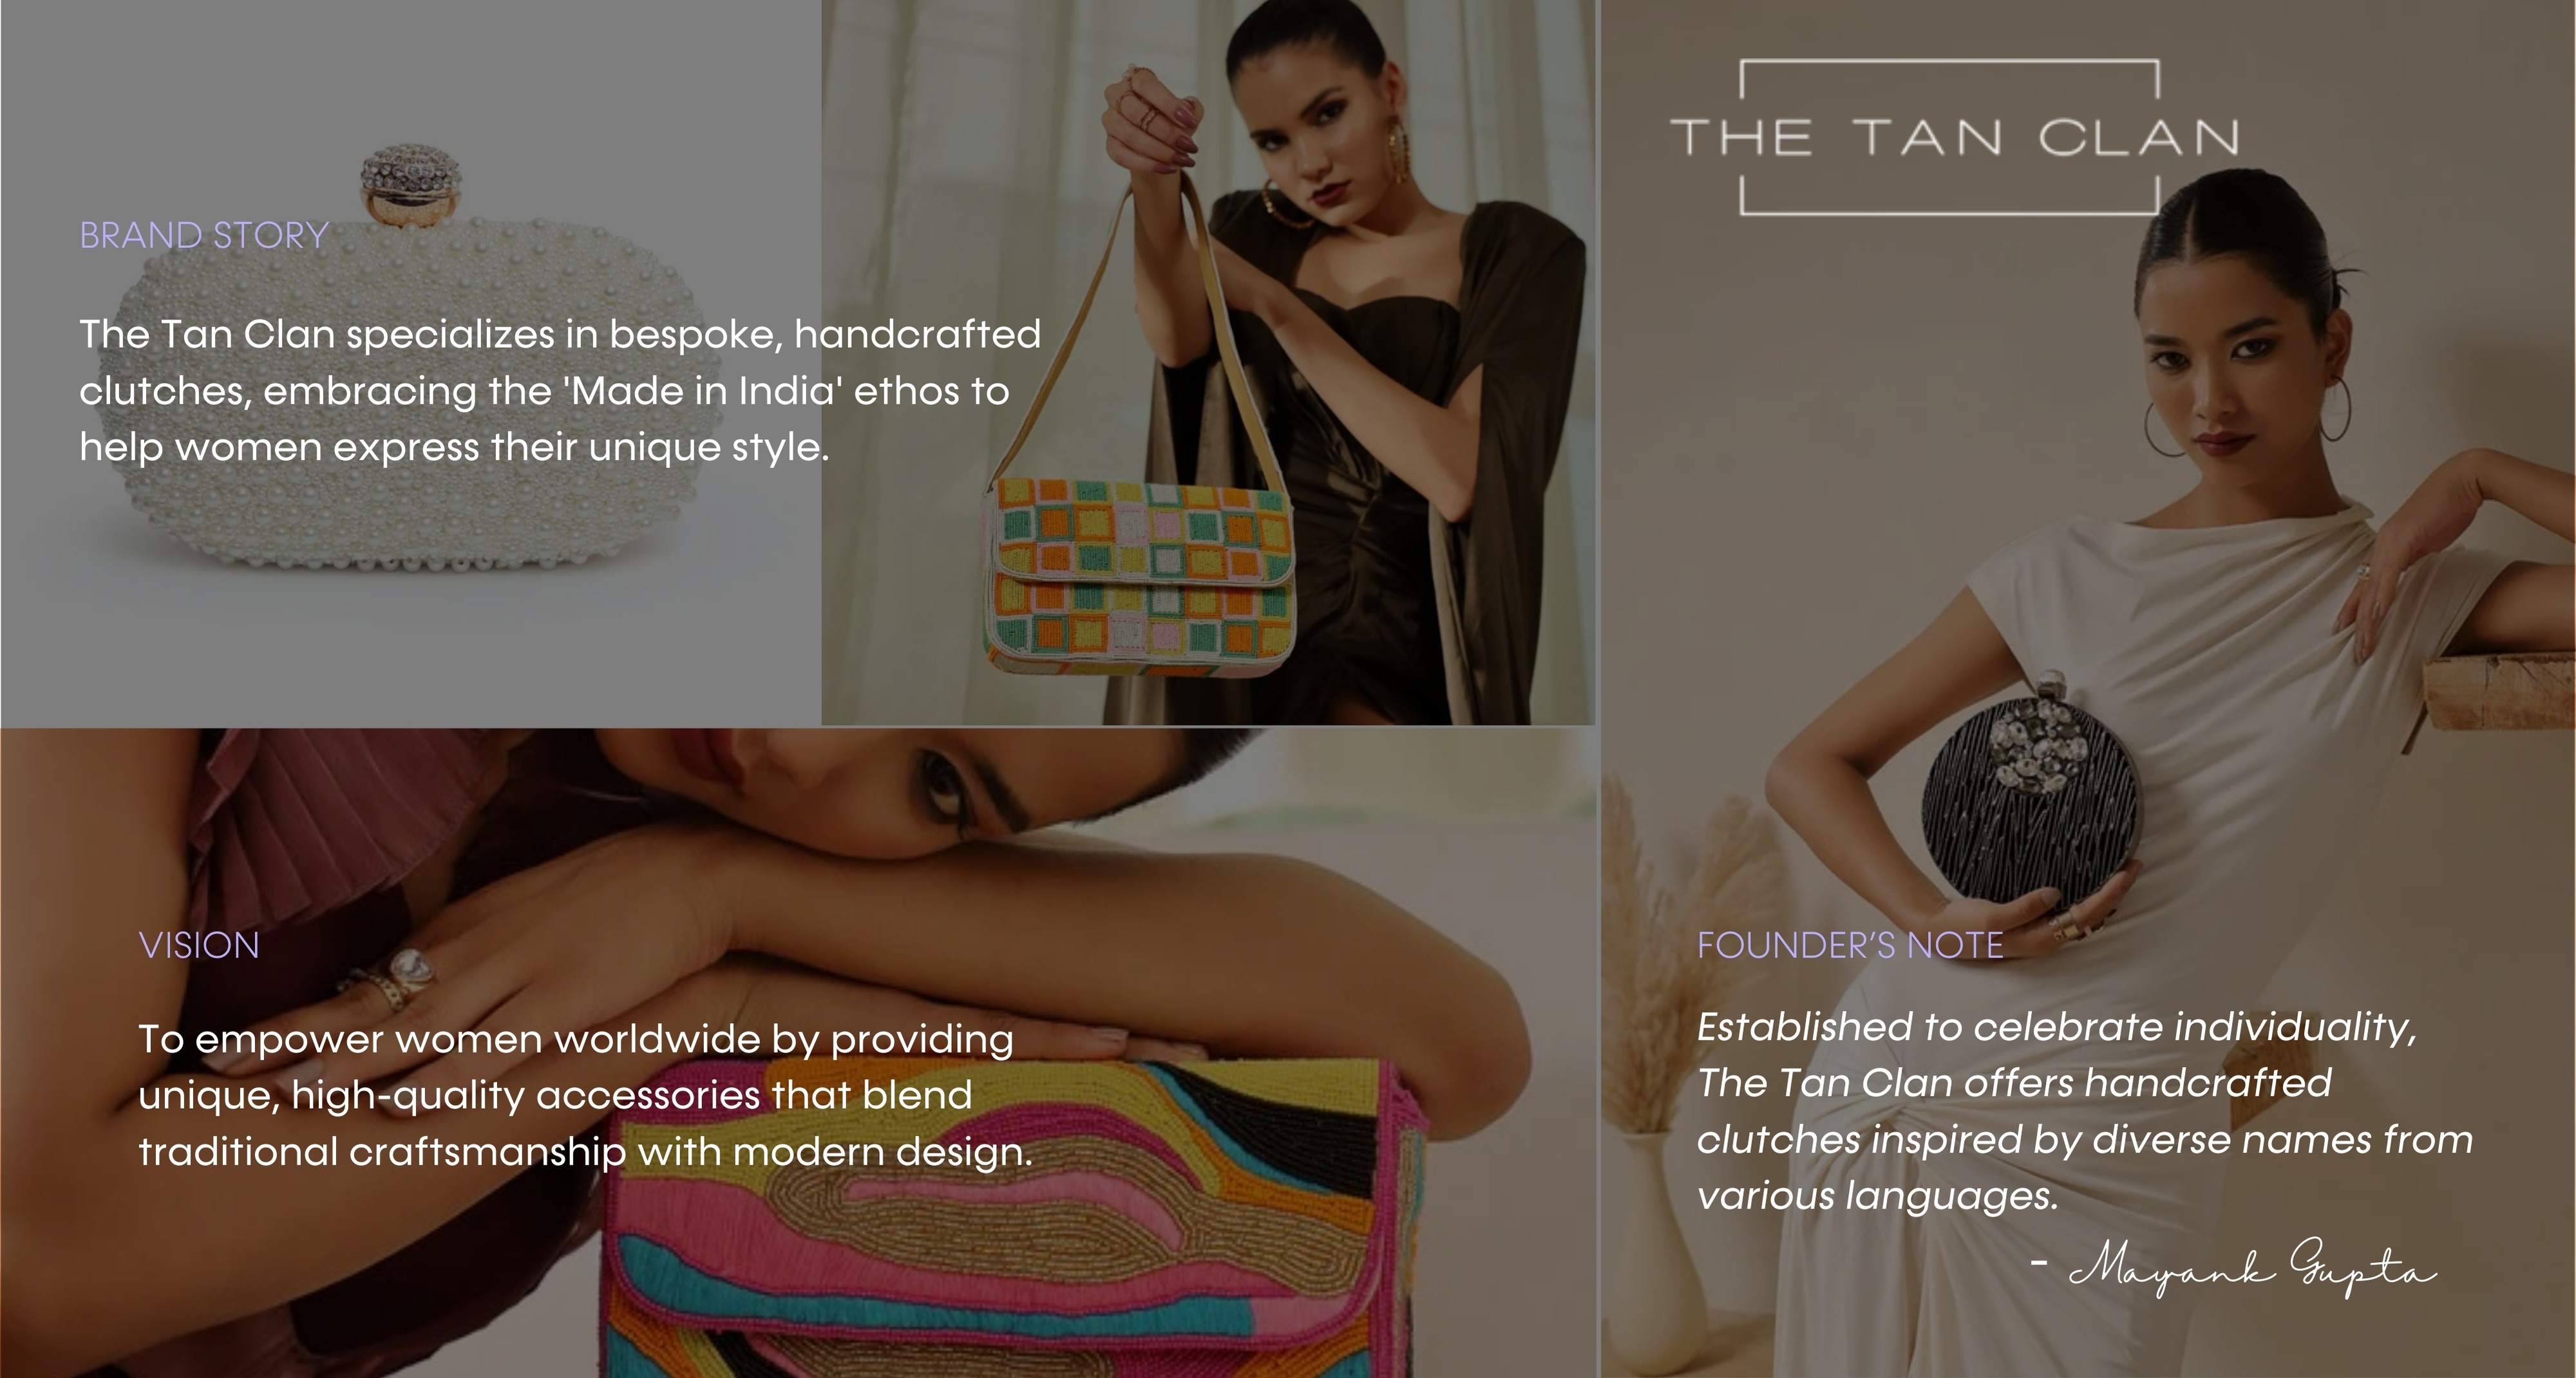 THE TAN CLAN
BRAND STORY
The Tan Clan specializes in bespoke, handcrafted
clutches, embracing the 'Made in India' ethos to
help women express their unique style.
VISION
To empower women worldwide by providing
unique, high-quality accessories that blend
traditional craftsmanship with modern design.
FOUNDER’S NOTE
Established to celebrate individuality,
The Tan Clan offers handcrafted
clutches inspired by diverse names from
various languages.
- Mayank Gupta